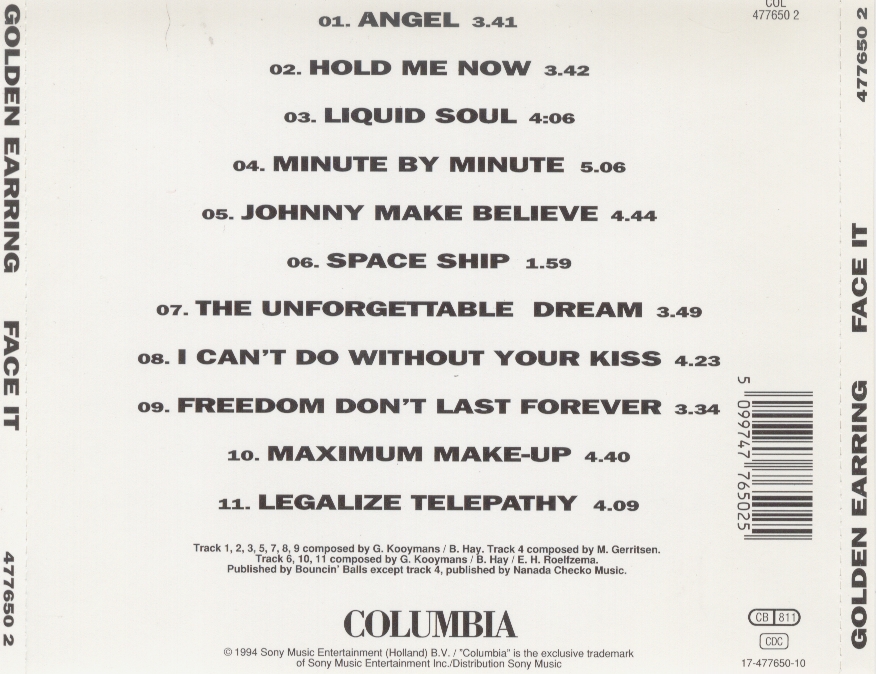 COL
477650 2
01. ANGEL 3.41
02. HOLD ME NOW 3.42
03. LIQUID SOUL 4:06
04. MINUTE BY MINUTE 5.06
05. JOHNNY MAKE BELIEVE 4.44
06. SPACE SHIP 1.59
07. THE UNFORGETTABLE DREAM 3.49
08. I CAN'T DO WITHOUT YOUR KISS 4.23
09. FREEDOM DON'T LAST FOREVER 3.34
10. MAXIMUM MAKE-UP 4.40
11. LEGALIZE TELEPATHY 4.09
Track 1, 2, 3, 5, 7, 8, 9 composed by G. Kooymans / B. Hay. Track 4 composed by M. Gerritsen.
Track 6, 10, 11 composed by G. Kooymans / B. Hay / E. H. Roelfzema.
Published by Bouncin' Balls except track 4, published by Nanada Checko Music.
COLUMBIA
© 1994 Sony Music Entertainment (Holland) B.V. / "Columbia" is the exclusive trademark
of Sony Music Entertainment Inc./Distribution Sony Music
5 099747 765025
CB 811
CDC
17-477650-10
GOLDEN EARRING FACE IT 477650 2
GOLDEN EARRING FACE IT 477650 2